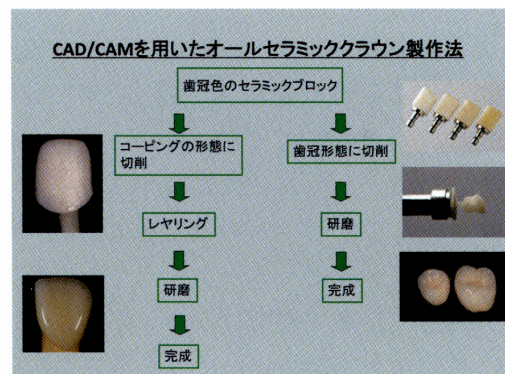 CAD/CAMを用いたオールセラミッククラウン製作法
歯冠色のセラミックブロック
コーピングの形態に
切削
レヤリング
研磨
完成
歯冠形態に切削
研磨
完成